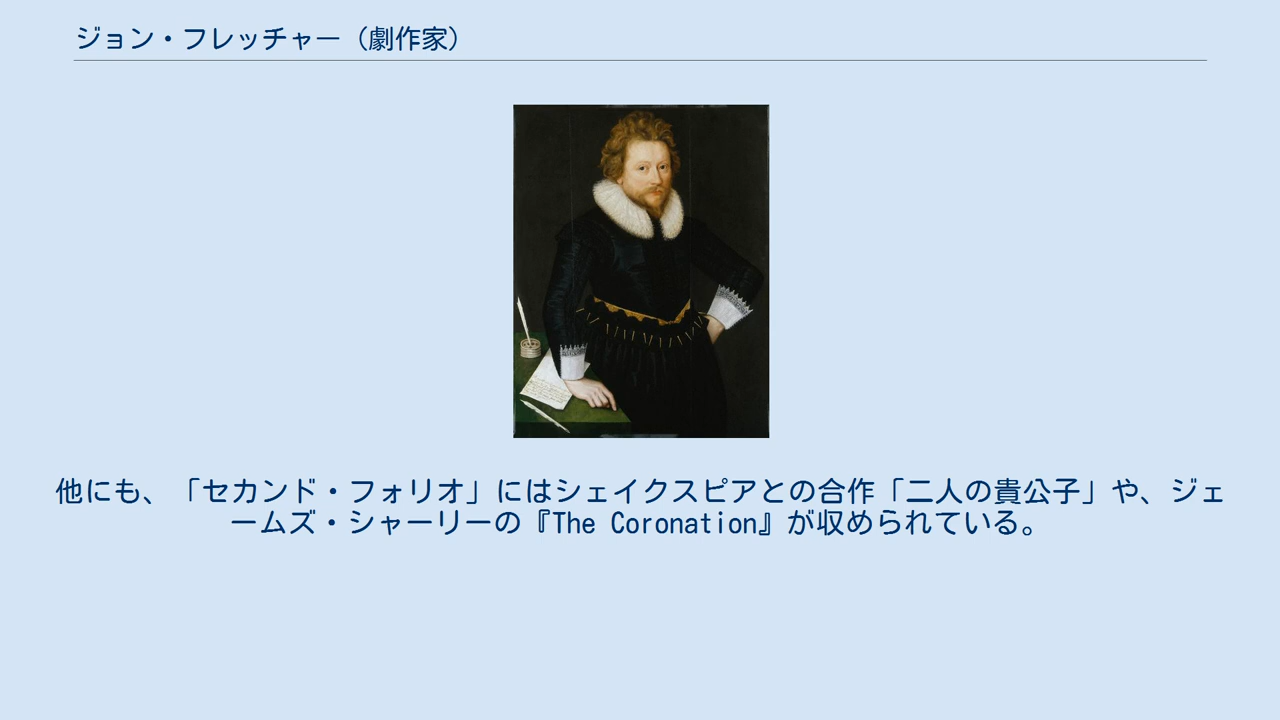 ジョン・フレッチャー（劇作家）
他にも、「セカンド・フォリオ」にはシェイクスピアとの合作「二人の貴公子」や、ジェ
ームズ・シャーリーの『The Coronation』が収められている。